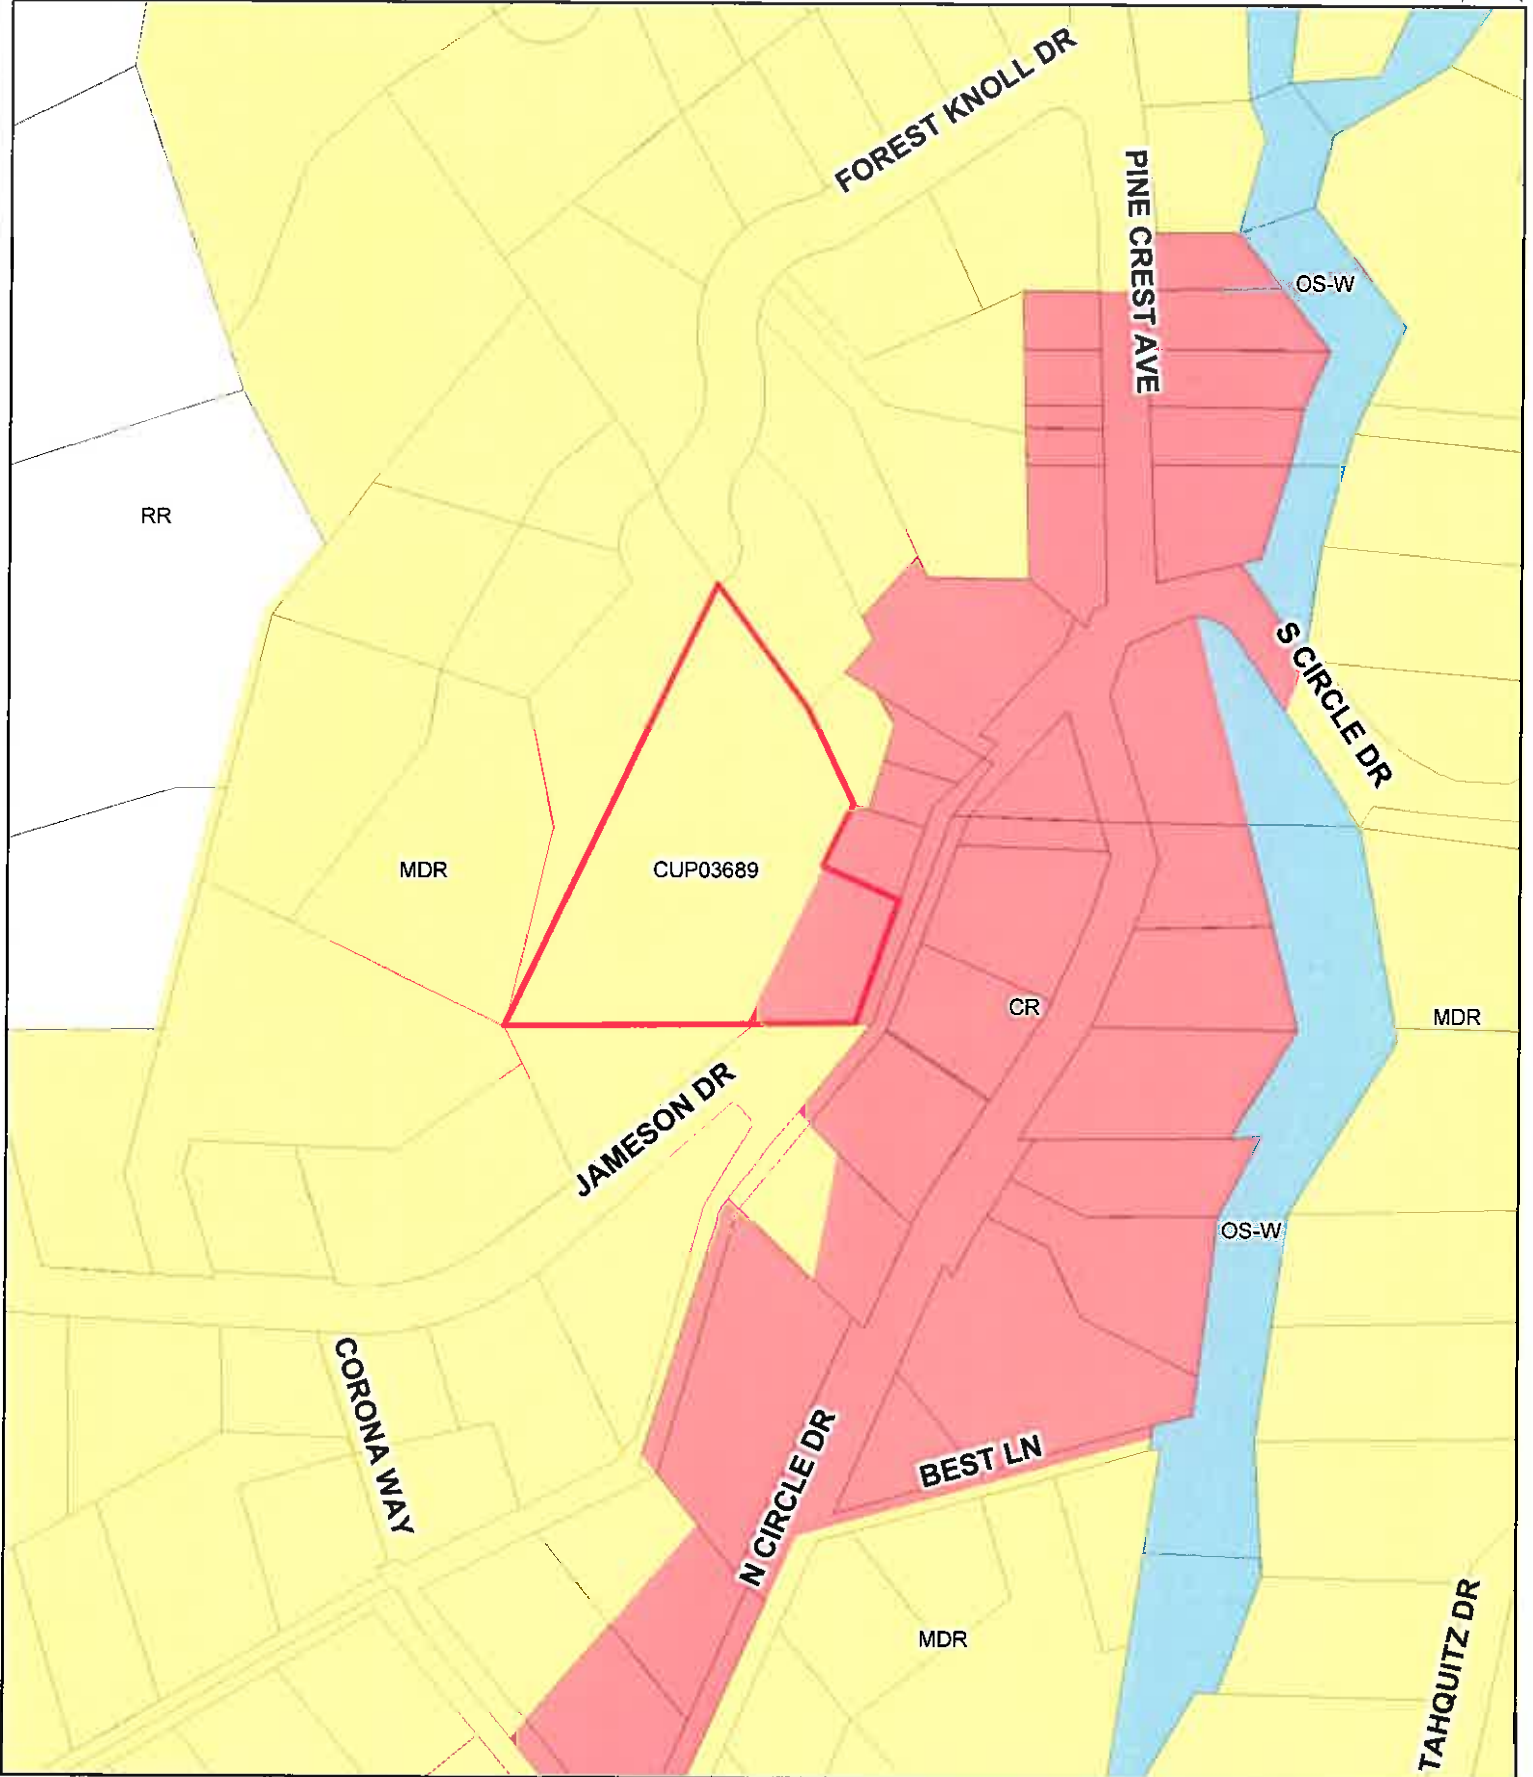 FOREST KNOLL DR
PINE CREST AVE
OS-W
RR
S CIRCLE DR
MDR
CUP03689
CR
MDR
JAMESON DR
OS-W
CORONA WAY
N CIRCLE DR
BEST LN
MDR
TAHQUITZ DR